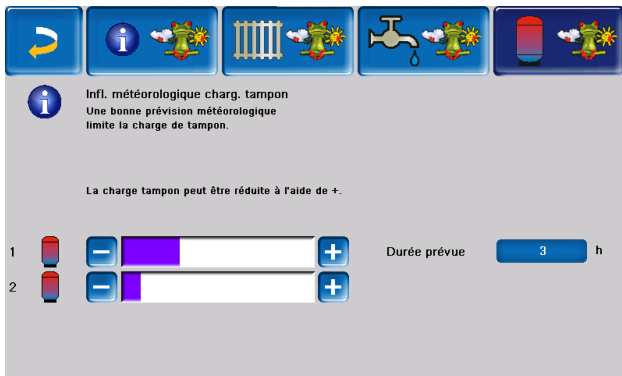 Infl. météorologique charg. tampon
Une bonne prévision météorologique
limite la charge de tampon.
La charge tampon peut être réduite à l'aide de +.
1 Durée prévue 3 h
2